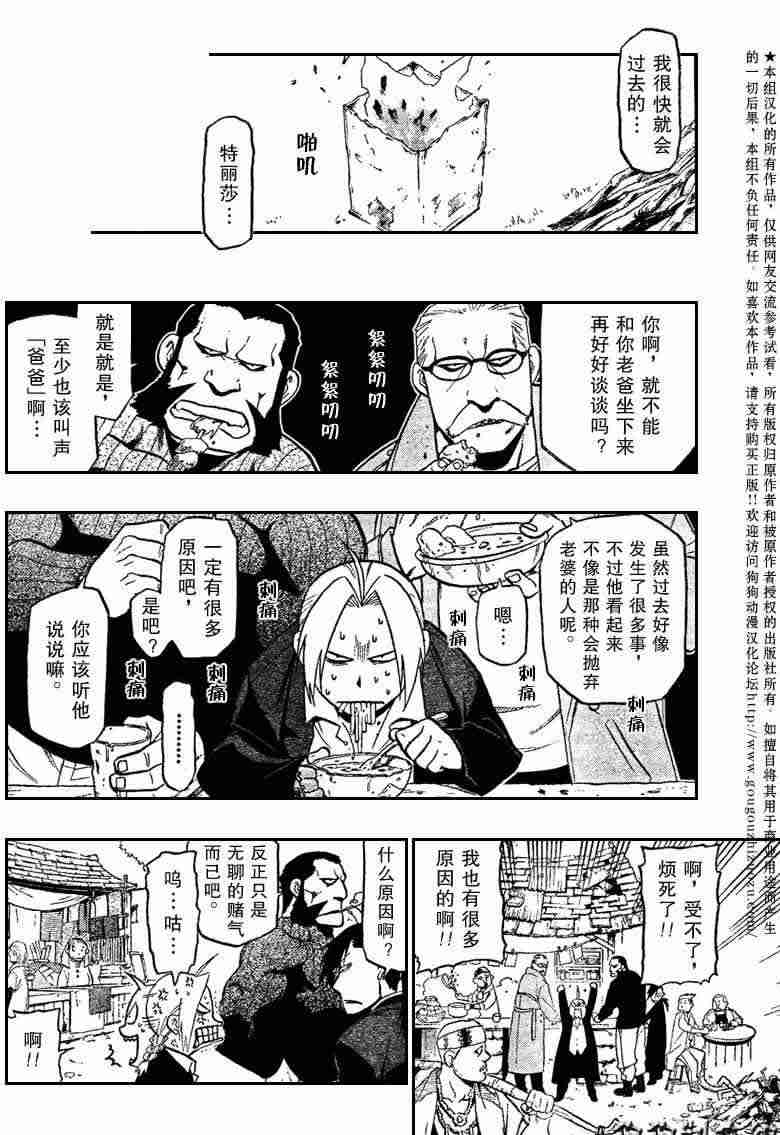 我很快就会
过去的…
啪叽
特丽莎…
你啊，就不能
和你老爸坐下来
再好好谈谈吗？
絮絮叨叨
絮絮叨叨
就是就是，
至少也该叫声
「爸爸」啊…
虽然过去好像
发生了很多事，
不过他看起来
不像是那种会抛弃
老婆的人呢。
刺痛
刺痛
嗯…
刺痛
刺痛
一定有很多
原因吧，
是吧？
刺痛
你应该听他
说说嘛。
………
啊，受不了，
烦死了!!
我也有很多
原因的啊!!
什么原因啊？
反正只是
无聊的赌气
而已吧。
呜…咕
啊!!
★本组汉化的所有作品，仅供网友交流参考试看，所有版权归原作者和被原作者授权的出版社所有．如擅自将其用于商业用途而产生
的一切后果，本组不负任何责任．如喜欢本作品，请支持购买正版!!欢迎访问狗狗动漫汉化论坛